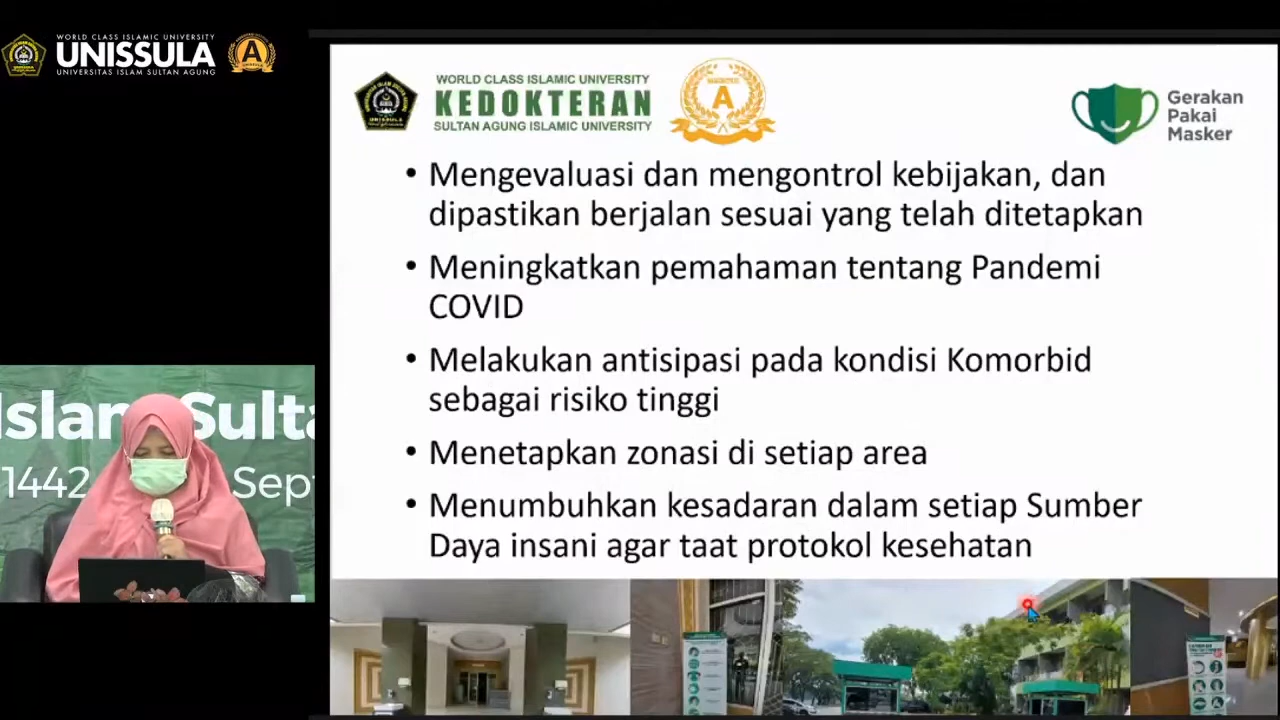 WORLD CLASS ISLAMIC UNIVERSITY
UNISSULA
UNIVERSITAS ISLAM SULTAN AGUNG
A
WORLD CLASS ISLAMIC UNIVERSITY
KEDOKTERAN
SULTAN AGUNG ISLAMIC UNIVERSITY
A
Gerakan
Pakai
Masker
• Mengevaluasi dan mengontrol kebijakan, dan
dipastikan berjalan sesuai yang telah ditetapkan
• Meningkatkan pemahaman tentang Pandemi
COVID
• Melakukan antisipasi pada kondisi Komorbid
sebagai risiko tinggi
• Menetapkan zonasi di setiap area
• Menumbuhkan kesadaran dalam setiap Sumber
Daya insani agar taat protokol kesehatan
Islam Sulta
1442 Sept